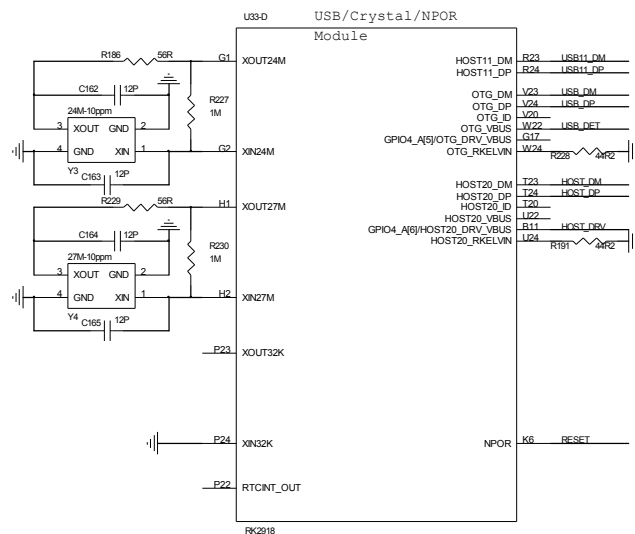 U33-D
USB/Crystal/NPOR
Module
R186 56R
G1 XOUT24M
C162 12P
R227
1M
24M-10ppm
3 XOUT GND 2
4 GND XIN 1
Y3
C163 12P
G2 XIN24M
R229 56R
H1 XOUT27M
C164 12P
R230
1M
27M-10ppm
3 XOUT GND 2
4 GND XIN 1
Y4
C165 12P
H2 XIN27M
P23 XOUT32K
P24 XIN32K
P22 RTCINT_OUT
HOST11_DM R23 USB11_DM
HOST11_DP R24 USB11_DP
OTG_DM V23 USB_DM
OTG_DP V24 USB_DP
OTG_ID V20
OTG_VBUS W22 USB_DET
GPIO4_A[5]/OTG_DRV_VBUS G17
OTG_RKELVIN W24
R228 44R2
HOST20_DM T23 HOST_DM
HOST20_DP T24 HOST_DP
HOST20_ID T20
HOST20_VBUS U22
GPIO4_A[6]/HOST20_DRV_VBUS B11 HOST_DRV
HOST20_RKELVIN U24
R191 44R2
NPOR K6 RESET
RK2918